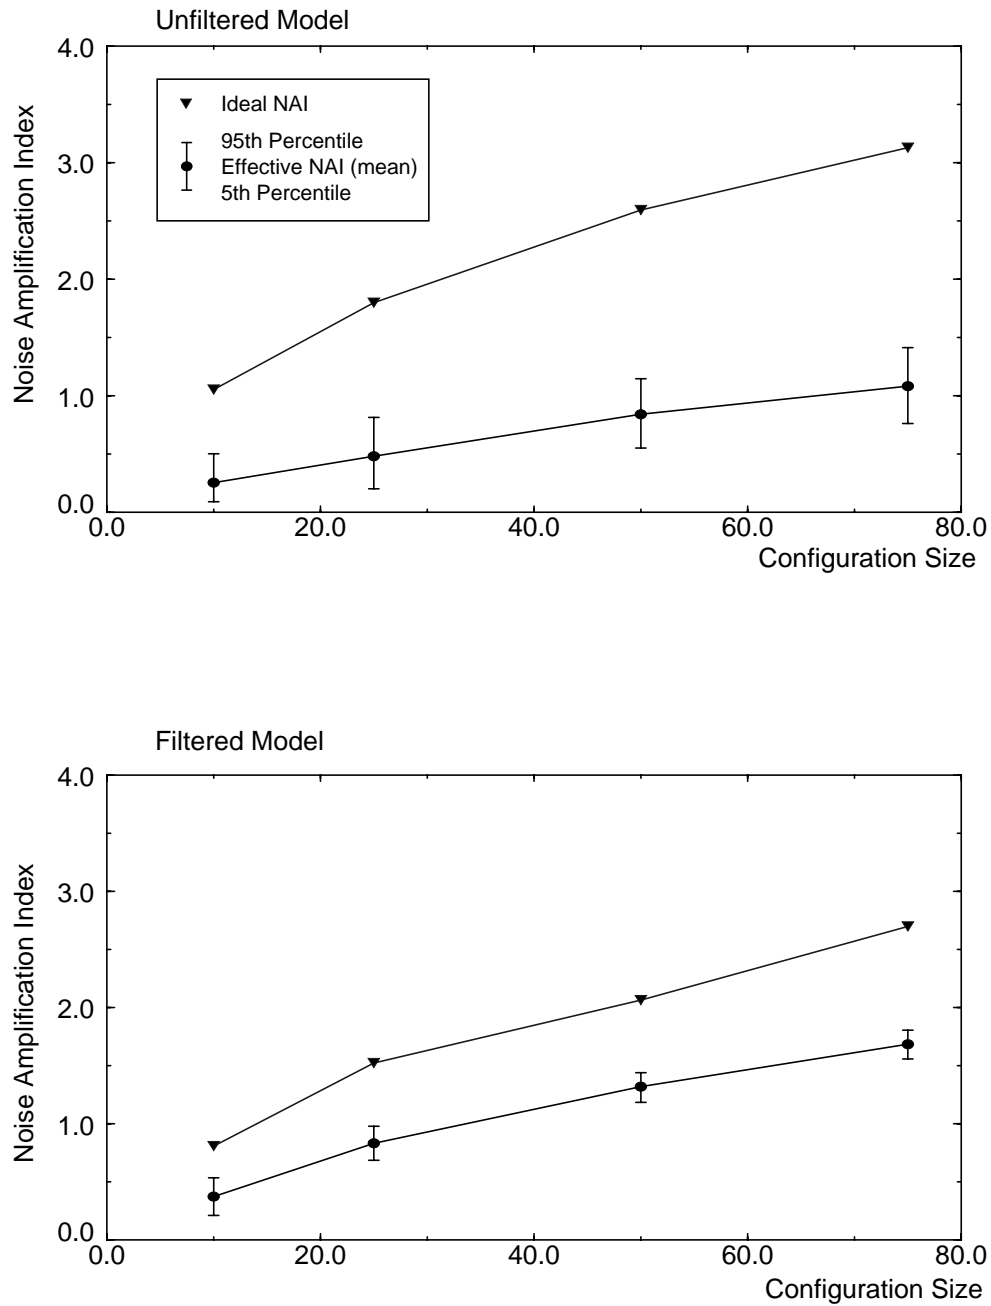 Unfiltered Model
4.0
3.0
2.0
1.0
0.0
Noise Amplification Index
Ideal NAI
95th Percentile
Effective NAI (mean)
5th Percentile
0.0 20.0 40.0 60.0 80.0
Configuration Size
Filtered Model
4.0
3.0
2.0
1.0
0.0
Noise Amplification Index
0.0 20.0 40.0 60.0 80.0
Configuration Size